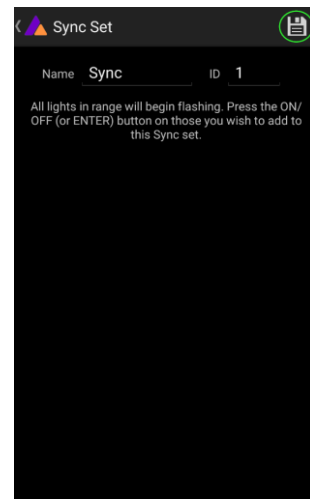 Sync Set
Name Sync ID 1
All lights in range will begin flashing. Press the ON/
OFF (or ENTER) button on those you wish to add to
this Sync set.